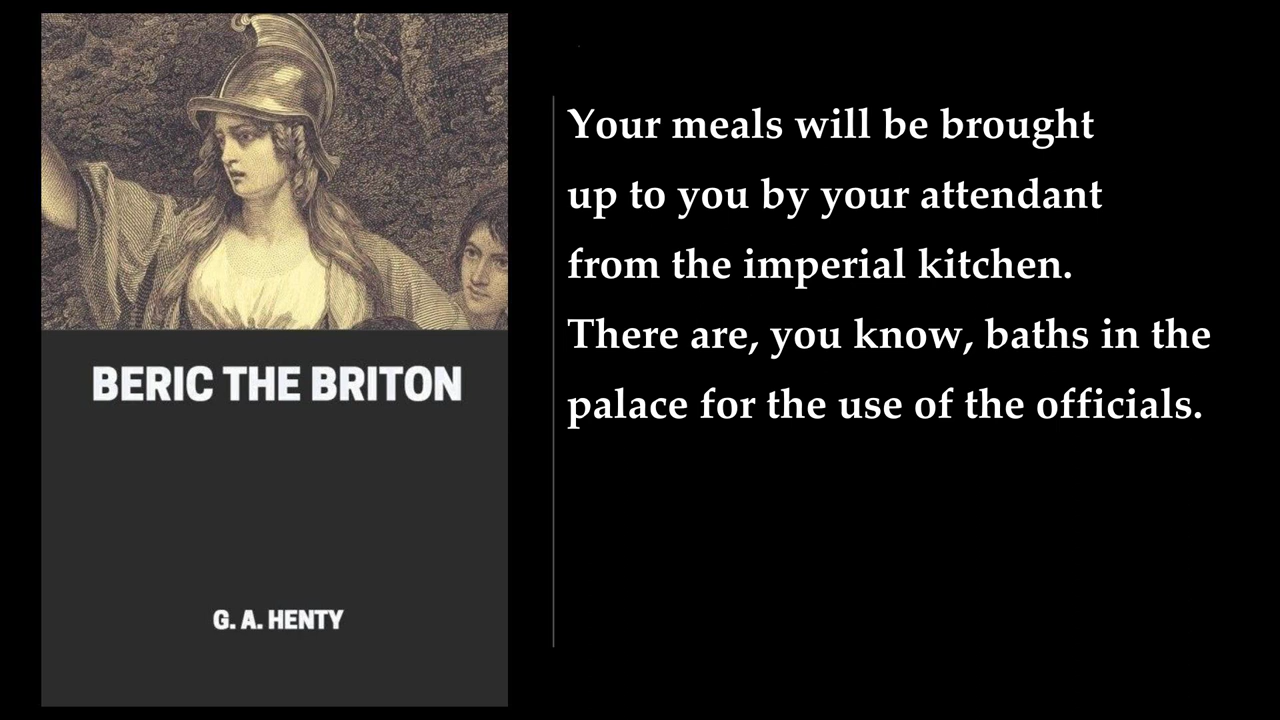 BERIC THE BRITON
G. A. HENTY
Your meals will be brought
up to you by your attendant
from the imperial kitchen.
There are, you know, baths in the
palace for the use of the officials.